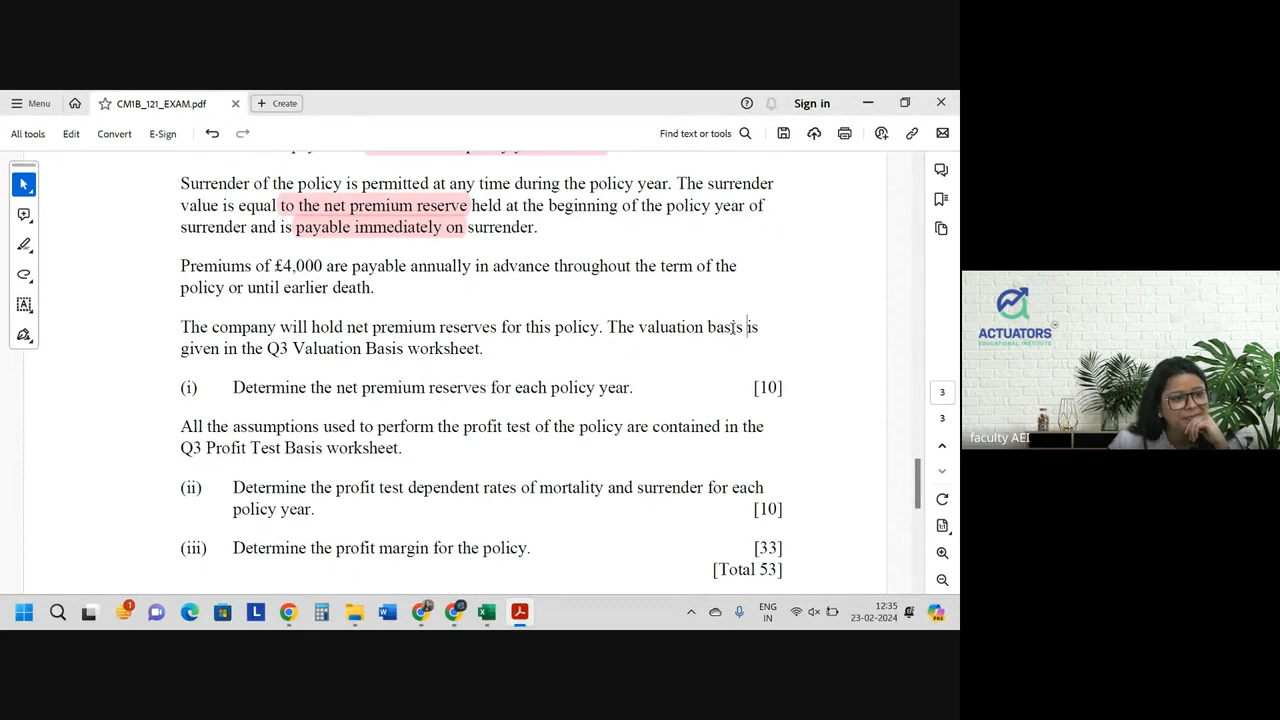 Menu
CM1B_121_EXAM.pdf
Create
Sign in
All tools
Edit
Convert
E-Sign
Find text or tools
Surrender of the policy is permitted at any time during the policy year. The surrender
value is equal to the net premium reserve held at the beginning of the policy year of
surrender and is payable immediately on surrender.
Premiums of £4,000 are payable annually in advance throughout the term of the
policy or until earlier death.
The company will hold net premium reserves for this policy. The valuation basis is
given in the Q3 Valuation Basis worksheet.
(i) Determine the net premium reserves for each policy year. [10]
All the assumptions used to perform the profit test of the policy are contained in the
Q3 Profit Test Basis worksheet.
(ii) Determine the profit test dependent rates of mortality and surrender for each
policy year. [10]
(iii) Determine the profit margin for the policy. [33]
[Total 53]
3
3
ACTUATORS
EDUCATIONAL INSTITUTE
faculty AEI
ENG
IN
12:35
23-02-2024